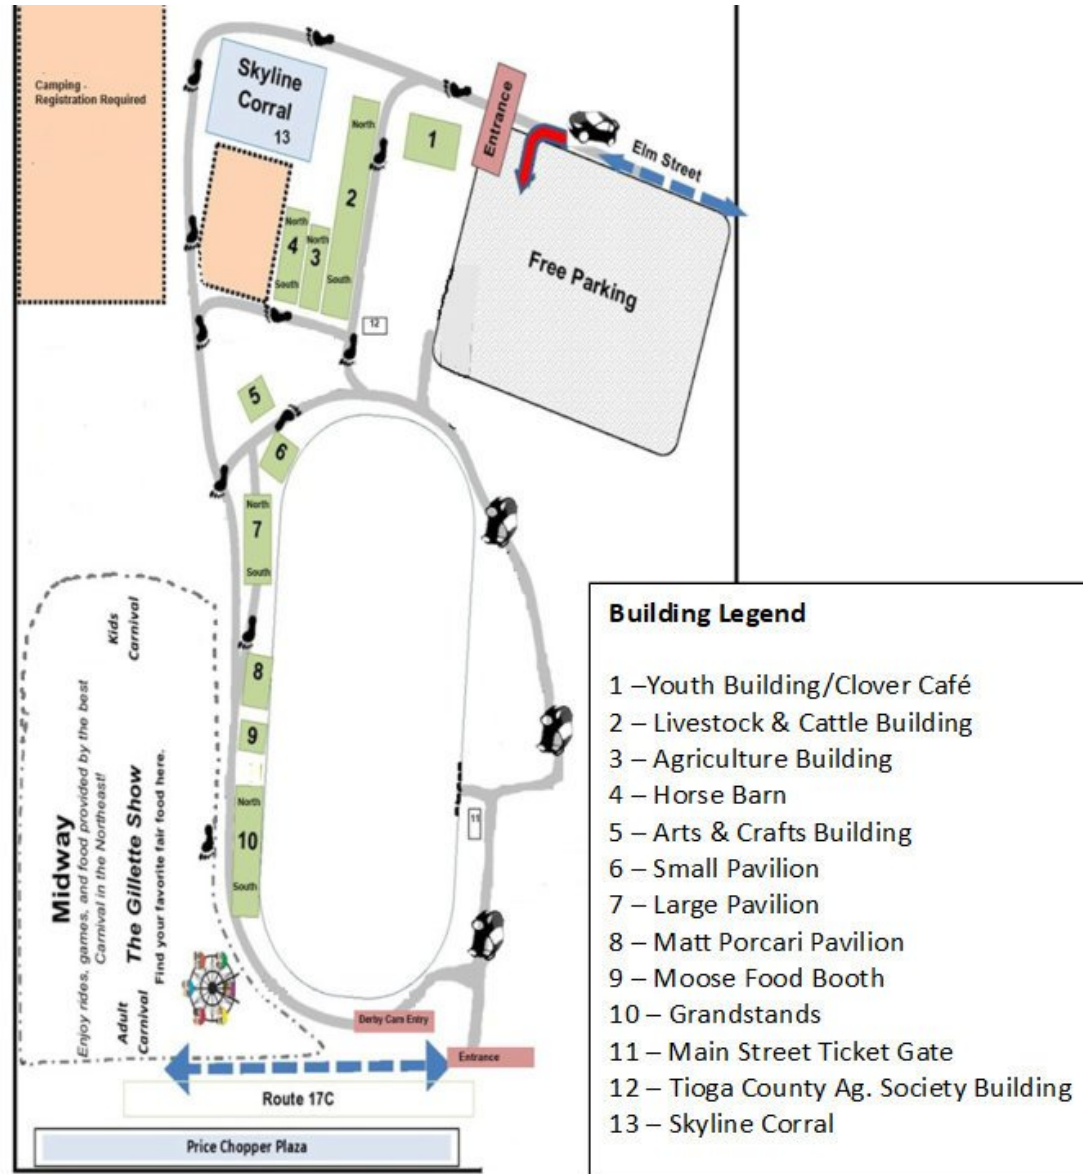 Camping -
Registration Required
Skyline
Corral
13
North
2
South
1
Entrance
Elm Street
Free Parking
North
4
South
North
3
12
5
6
North
7
South
8
9
North
10
South
11
Kids
Carnival
Midway
Enjoy rides, games, and food provided by the best
Carnival in the Northeast!
The Gillette Show
Find your favorite fair food here.
Adult
Carnival
Derby Cars Entry
Entrance
Route 17C
Price Chopper Plaza
Building Legend
1 –Youth Building/Clover Café
2 – Livestock & Cattle Building
3 – Agriculture Building
4 – Horse Barn
5 – Arts & Crafts Building
6 – Small Pavilion
7 – Large Pavilion
8 – Matt Porcari Pavilion
9 – Moose Food Booth
10 – Grandstands
11 – Main Street Ticket Gate
12 – Tioga County Ag. Society Building
13 – Skyline Corral